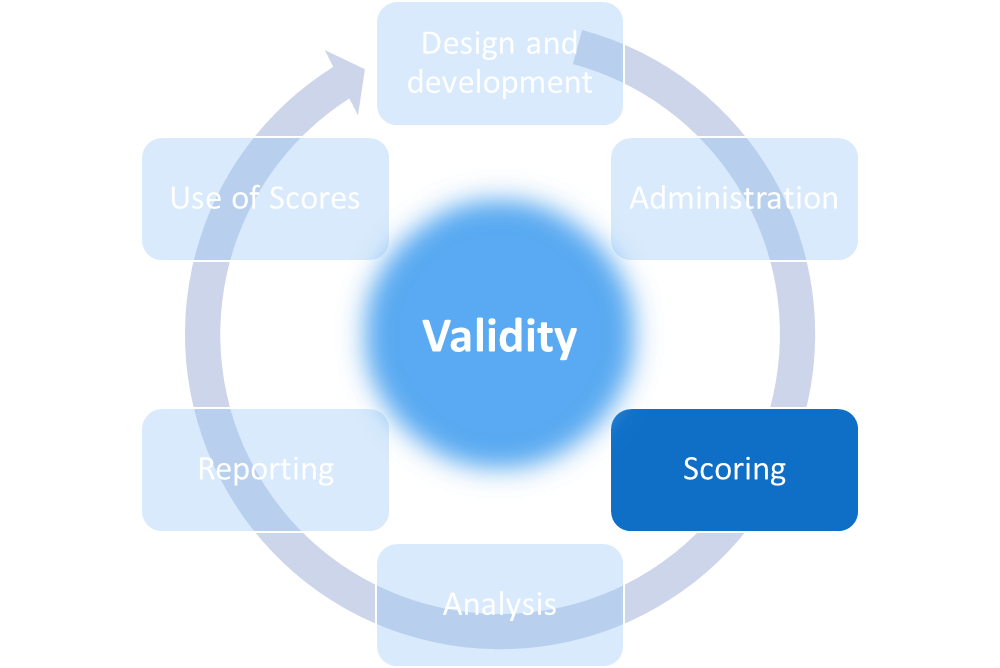 Design and
development
Use of Scores
Administration
Validity
Reporting
Scoring
Analysis